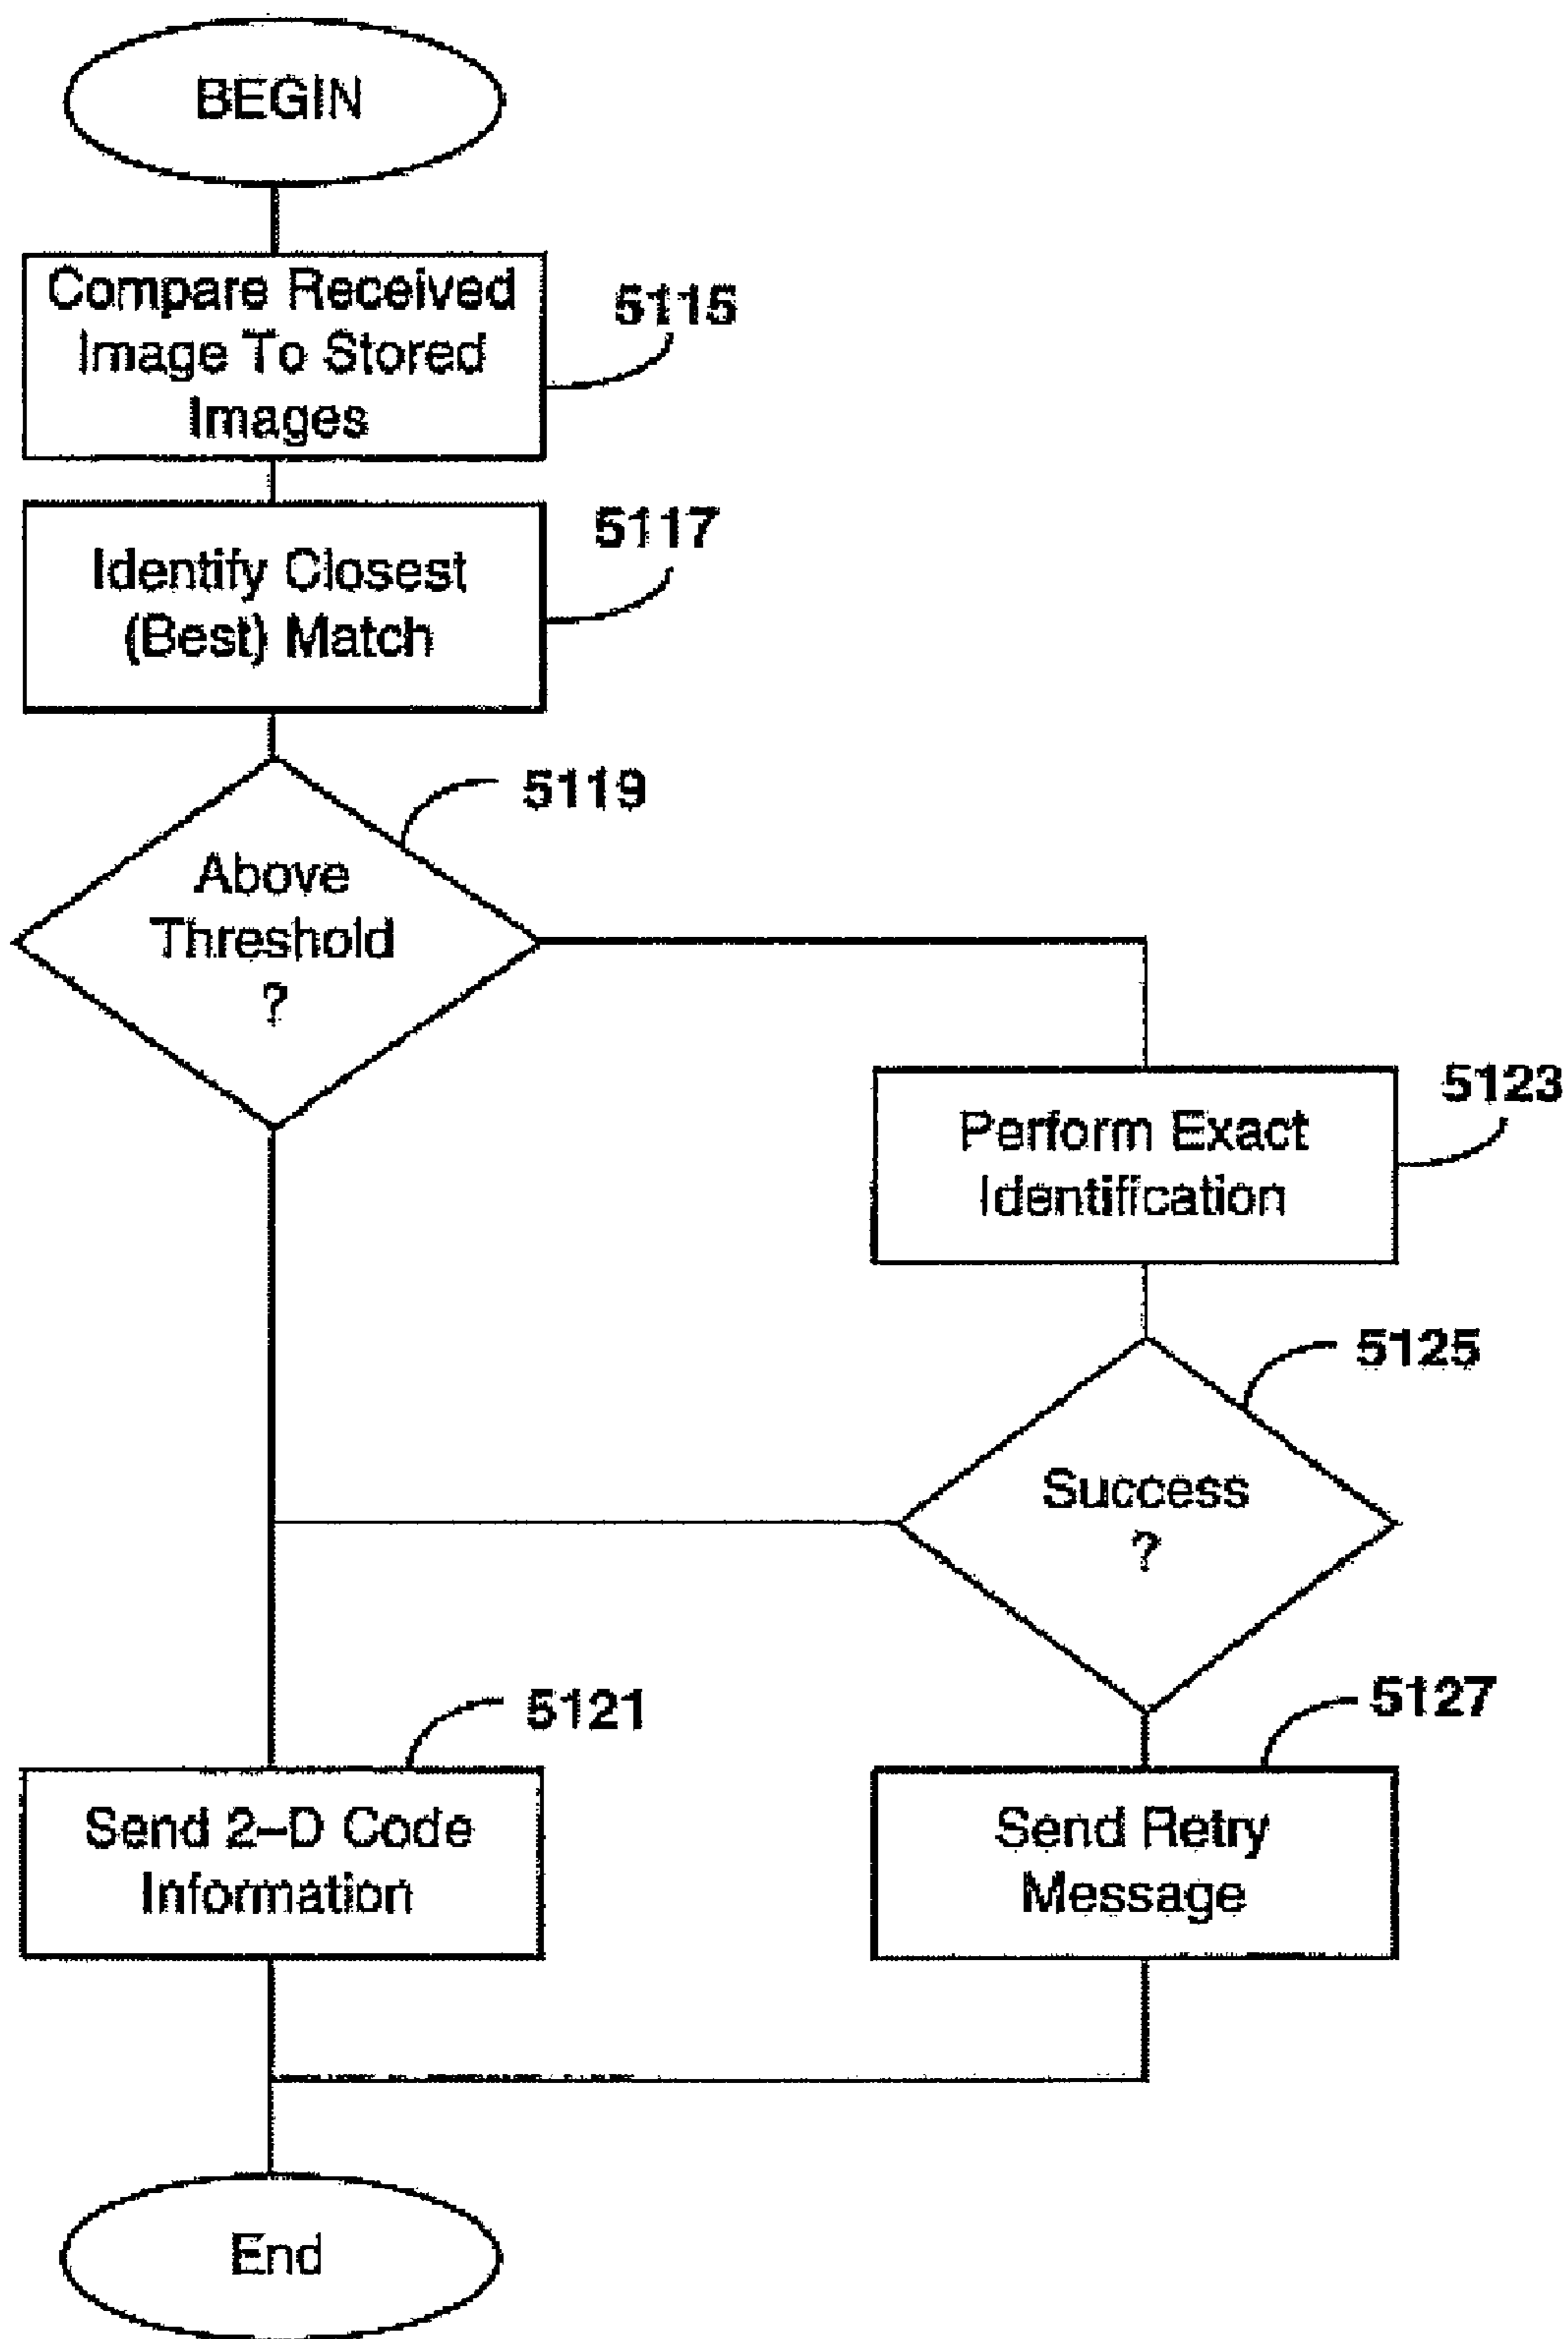 BEGIN
Compare Received
Image To Stored
Images
5115
Identify Closest
(Best) Match
5117
5119
Above
Threshold
?
5123
Perform Exact
Identification
5125
Success
?
5121
Send 2-D Code
Information
5127
Send Retry
Message
End